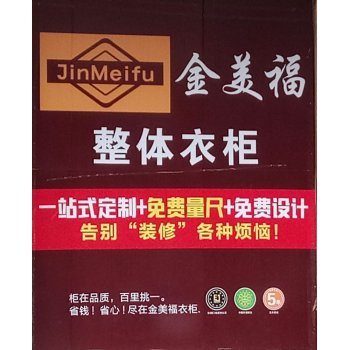 JinMeifu
金美福
整体衣柜
一站式定制+免费量尺+免费设计
告别“装修”各种烦恼！
柜在品质，百里挑一。
省钱！省心！尽在金美福衣柜。
5年